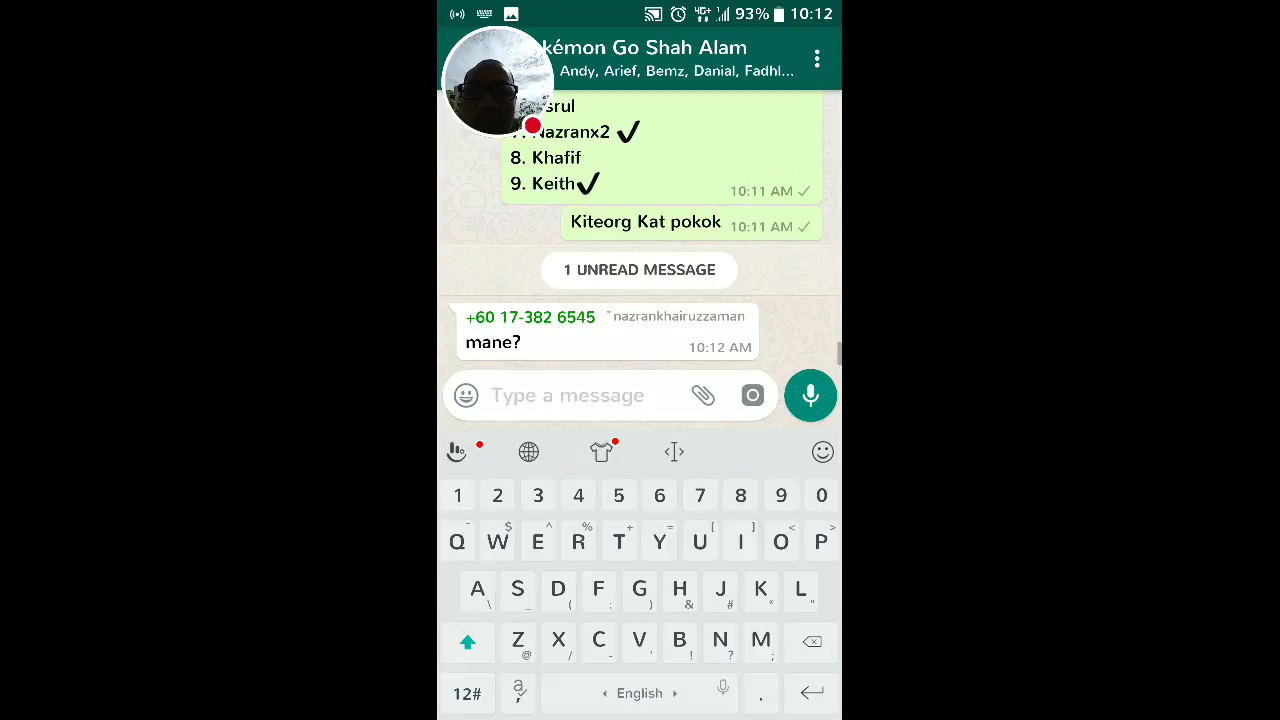 4G+ 93% 10:12
kémon Go Shah Alam
Andy, Arief, Bemz, Danial, Fadhl...
srul
Nazranx2 ✔
8. Khafif
9. Keith✔
10:11 AM ✓
Kiteorg Kat pokok 10:11 AM ✓
1 UNREAD MESSAGE
+60 17-382 6545 ~nazrankhairuzzaman
mane?
10:12 AM
Type a message
1 2 3 4 5 6 7 8 9 0
~ $ ^ % + = [ ] < >
Q W E R T Y U I O P
A S D F G H J K L
\ _ ( : ) & # * "
Z X C V B N M
@ / - ' ! ? ;
12# a, English .